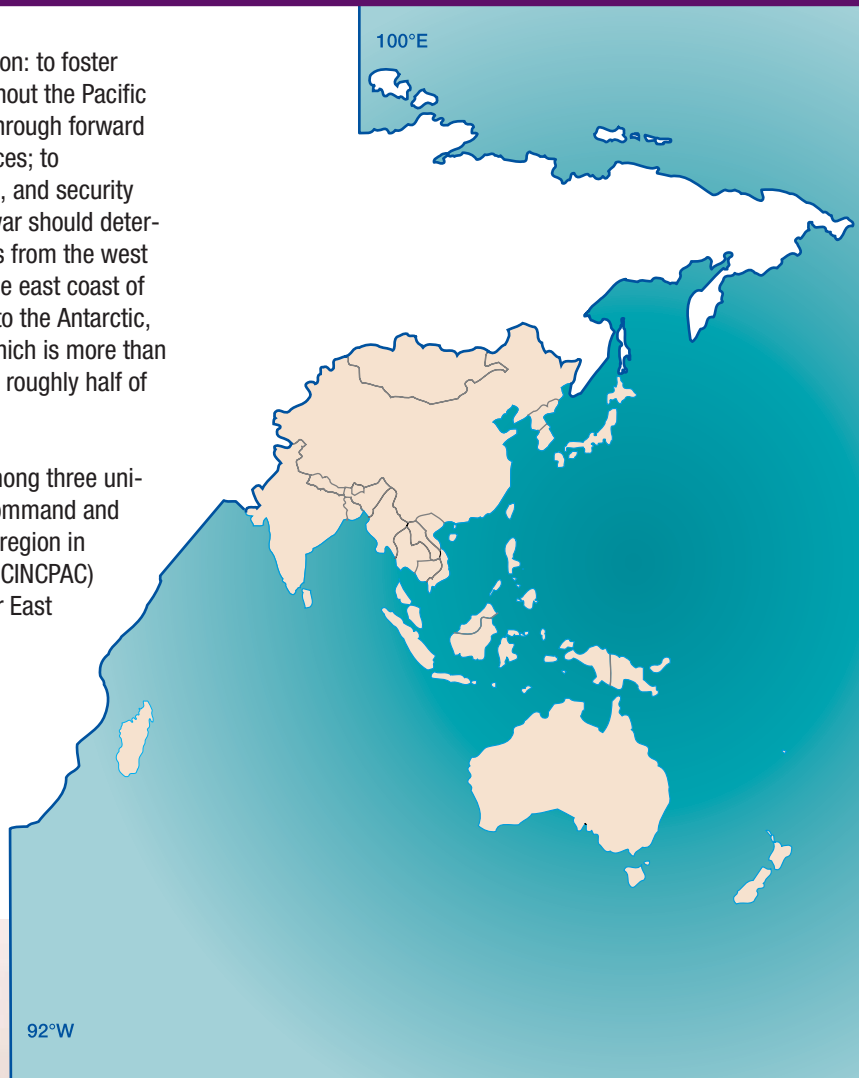 100°E
on: to foster
hout the Pacific
hrough forward
ces; to
, and security
var should deter-
s from the west
e east coast of
to the Antarctic,
hich is more than
roughly half of
nong three uni-
ommand and
region in
CINCPAC)
r East
92°W